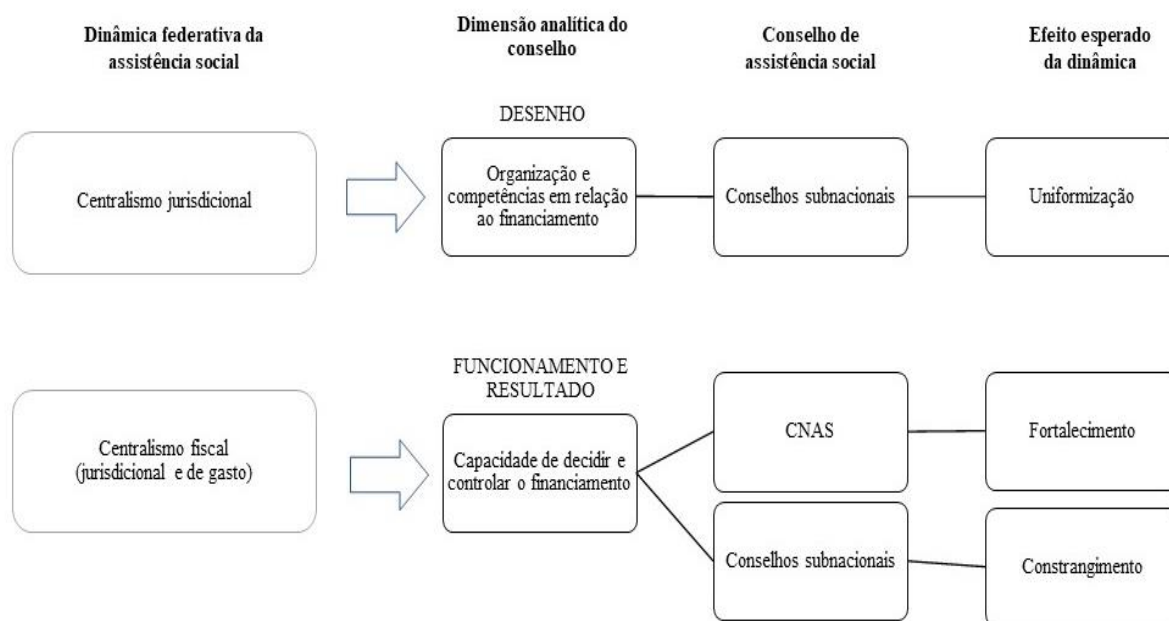 Dinâmica federativa da
assistência social
Dimensão analítica do
conselho
Conselho de
assistência social
Efeito esperado
da dinâmica
DESENHO
Centralismo jurisdicional
Organização e
competências em relação
ao financiamento
Conselhos subnacionais
Uniformização
FUNCIONAMENTO E
RESULTADO
Centralismo fiscal
(jurisdicional e de gasto)
Capacidade de decidir e
controlar o financiamento
CNAS
Fortalecimento
Conselhos subnacionais
Constrangimento